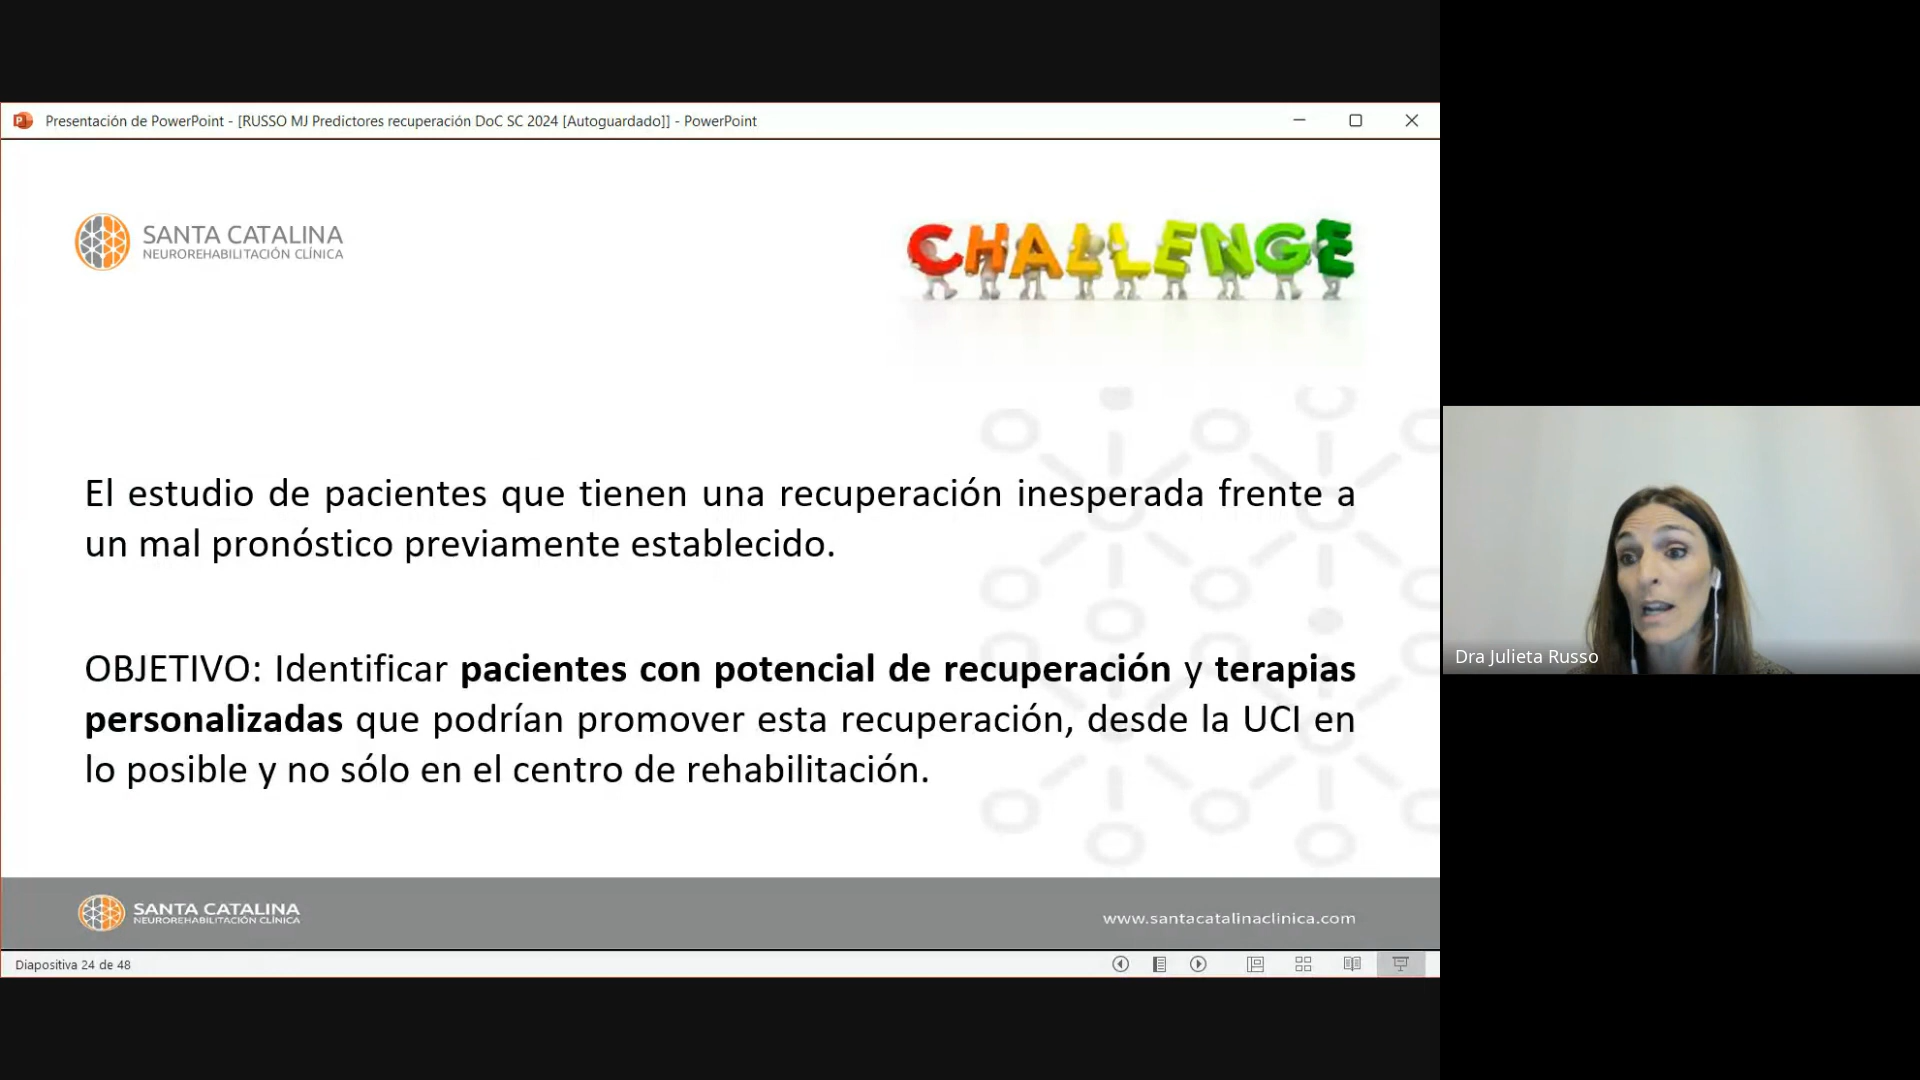 Presentación de PowerPoint - [RUSSO MJ Predictores recuperación DoC SC 2024 [Autoguardado]] - PowerPoint
SANTA CATALINA
NEUROREHABILITACIÓN CLÍNICA
CHALLENGE
El estudio de pacientes que tienen una recuperación inesperada frente a
un mal pronóstico previamente establecido.
OBJETIVO: Identificar pacientes con potencial de recuperación y terapias
personalizadas que podrían promover esta recuperación, desde la UCI en
lo posible y no sólo en el centro de rehabilitación.
Dra Julieta Russo
SANTA CATALINA
NEUROREHABILITACIÓN CLÍNICA
www.santacatalinaclinica.com
Diapositiva 24 de 48